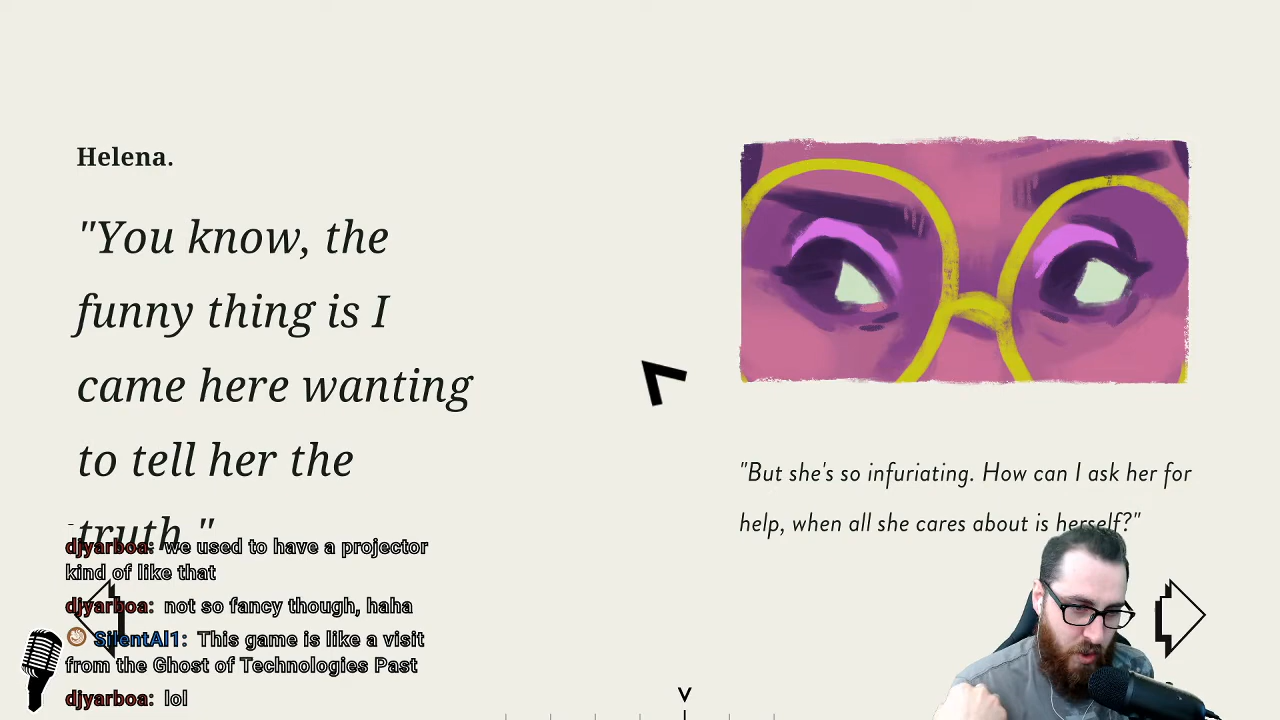 Helena.
"You know, the
funny thing is I
came here wanting
to tell her the
truth."
"But she's so infuriating. How can I ask her for
help, when all she cares about is herself?"
djyarboa: we used to have a projector
kind of like that
djyarboa: not so fancy though, haha
SilentAl1: This game is like a visit
from the Ghost of Technologies Past
djyarboa: lol